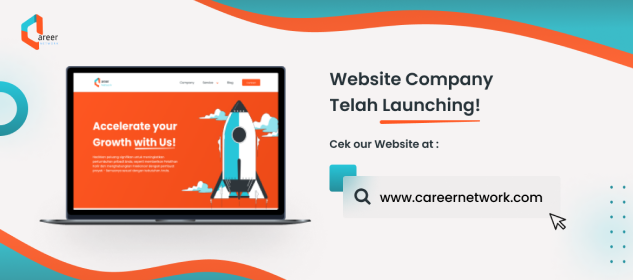 areer
Website Company
Telah Launching!
Cek our Website at :
www.careernetwork.com
areer
Company
Blog
Accelerate your
Growth with Us!